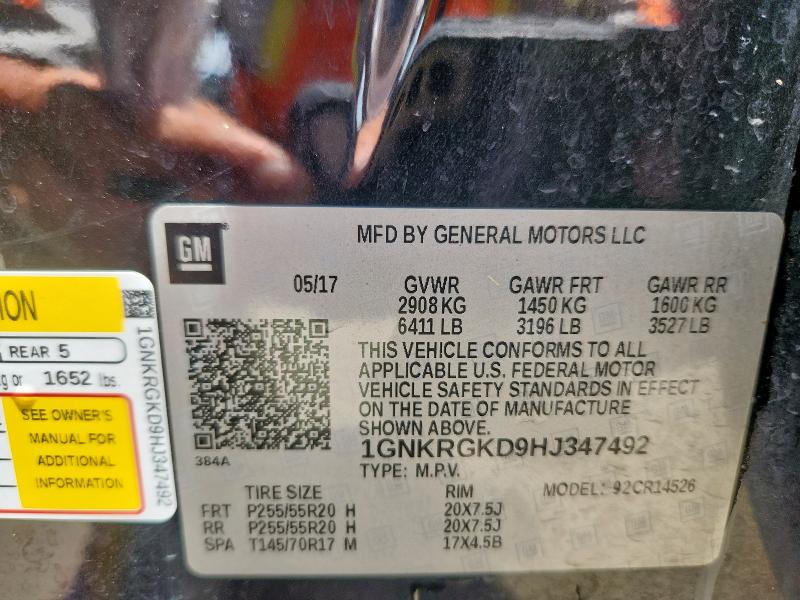 GM
MFD BY GENERAL MOTORS LLC
05/17 GVWR GAWR FRT GAWR RR
2908 KG 1450 KG 1600 KG
6411 LB 3196 LB 3527 LB
THIS VEHICLE CONFORMS TO ALL
APPLICABLE U.S. FEDERAL MOTOR
VEHICLE SAFETY STANDARDS IN EFFECT
ON THE DATE OF MANUFACTURE
SHOWN ABOVE.
384A
1GNKRGKD9HJ347492
TYPE: M.P.V.
MODEL: 92CR14526
TIRE SIZE RIM
FRT P255/55R20 H 20X7.5J
RR P255/55R20 H 20X7.5J
SPA T145/70R17 M 17X4.5B
REAR 5
or 1652 lbs.
SEE OWNER'S
MANUAL FOR
ADDITIONAL
INFORMATION
1GNKRGKD9HJ347492